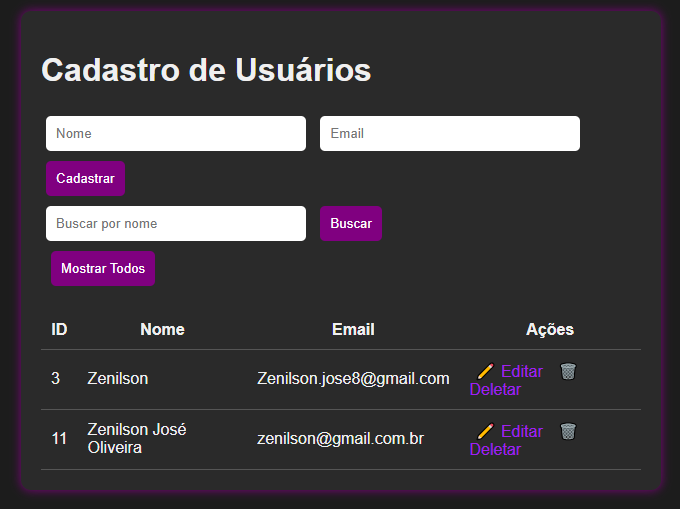 Cadastro de Usuários
Nome Email
Cadastrar
Buscar por nome Buscar
Mostrar Todos
ID Nome Email Ações
3 Zenilson Zenilson.jose8@gmail.com ✏️ Editar 🗑️
Deletar
11 Zenilson José Oliveira zenilson@gmail.com.br ✏️ Editar 🗑️
Deletar